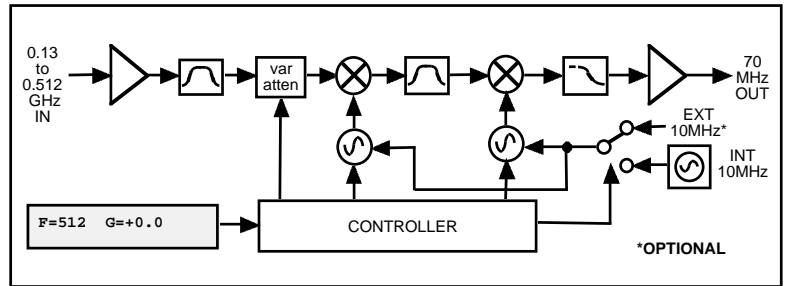 0.13
to
0.512
GHz
IN
var
atten
70
MHz
OUT
EXT
10MHz*
INT
10MHz
F=512 G=+0.0
CONTROLLER
*OPTIONAL